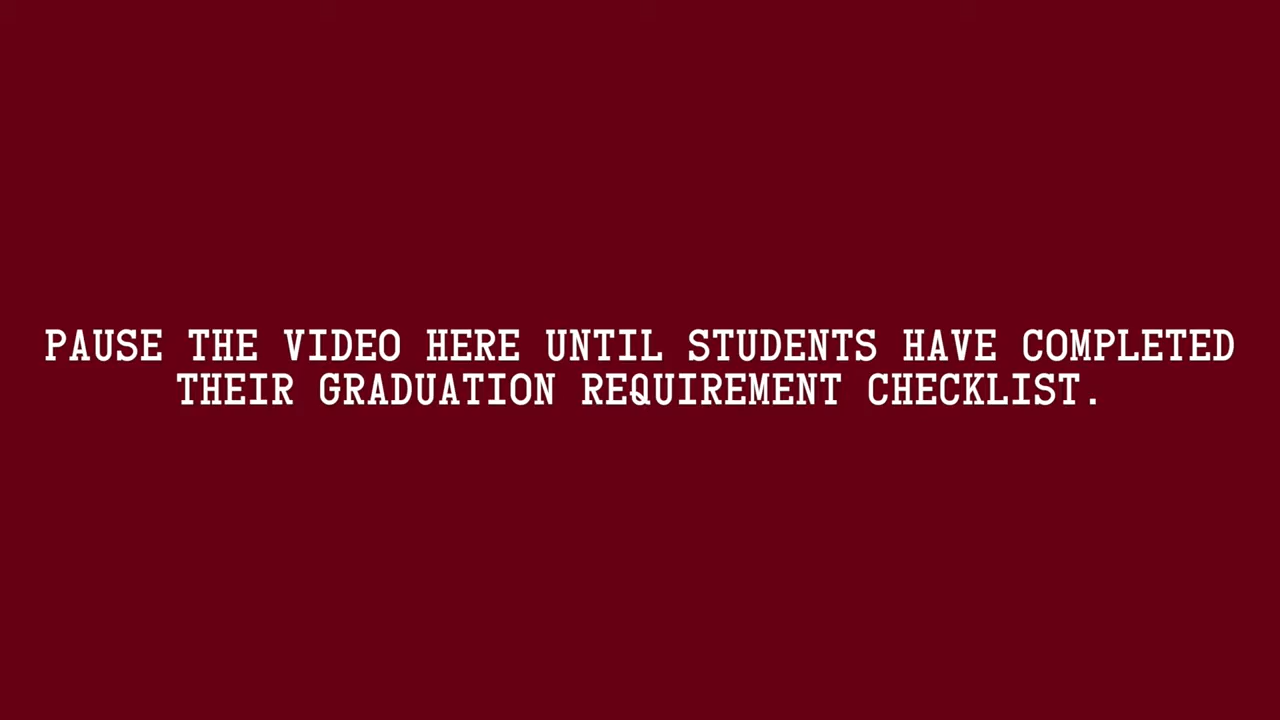 PAUSE THE VIDEO HERE UNTIL STUDENTS HAVE COMPLETED
THEIR GRADUATION REQUIREMENT CHECKLIST.